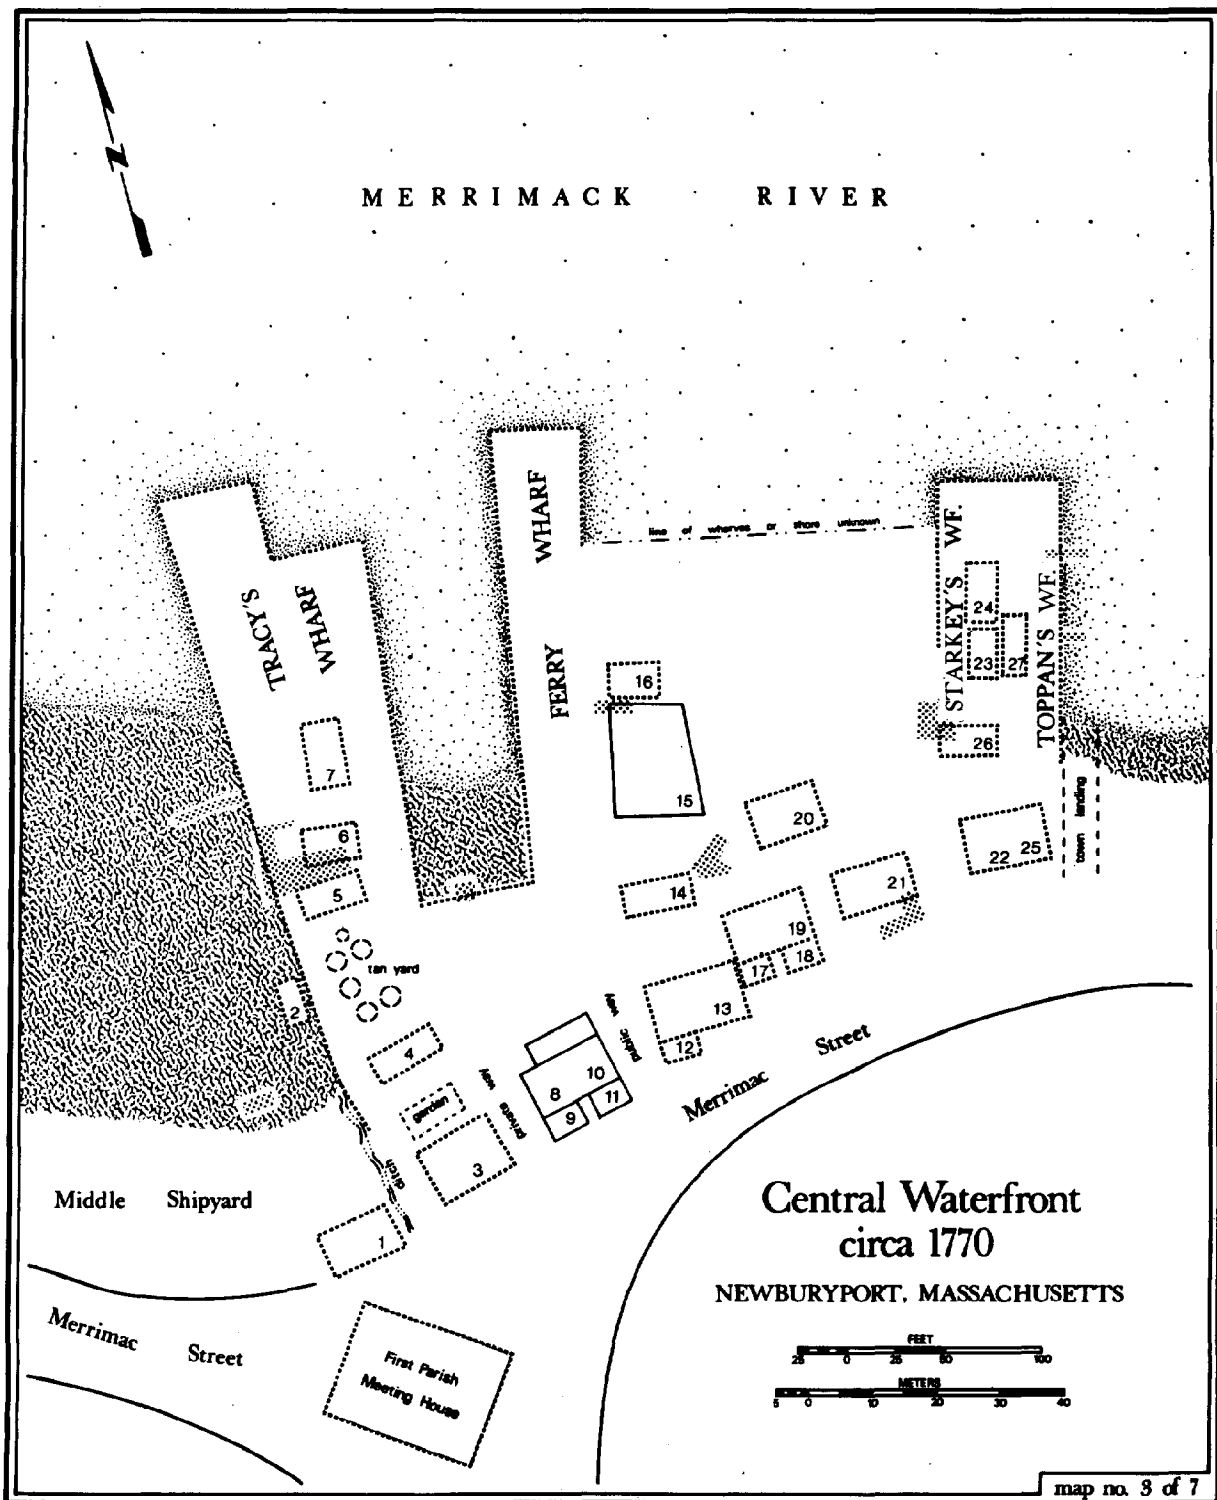 N
MERRIMACK RIVER
TRACY'S
WHARF
FERRY WHARF
line of wharves or shore unknown
STARKEY'S WF.
TOPPAN'S WF.
town landing
24
23
27
26
16
15
7
6
5
20
22 25
14
21
19
17
18
13
12
tan yard
2
4
public way
private way
8
10
9
11
garden
3
ditch
1
Merrimac Street
Middle Shipyard
Merrimac Street
First Parish
Meeting House
Central Waterfront
circa 1770
NEWBURYPORT, MASSACHUSETTS
FEET
25 0 25 50 100
METERS
5 0 10 20 30 40
map no. 3 of 7